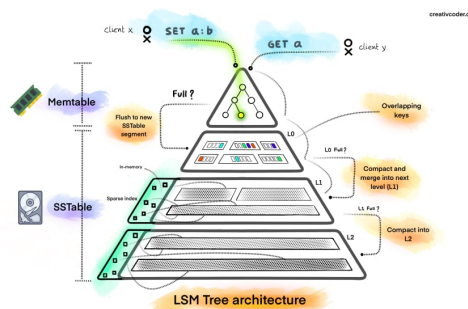 creativcoder.
client x
SET a:b
GET a
client y
Memtable
Full?
Flush to new
SSTable
segment
L0
Overlapping
keys
L0 Full?
In-memory
Compact and
merge into next
level (L1)
L1
Sparse index
SSTable
L1 Full?
L2
Compact into
L2
LSM Tree architecture